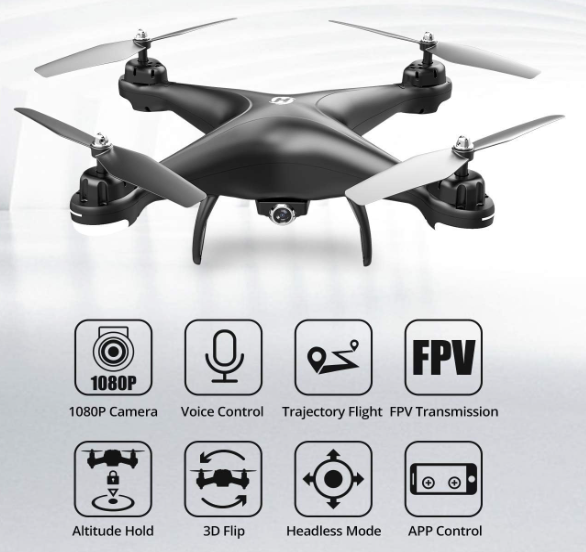 1080P
FPV
1080P Camera
Voice Control
Trajectory Flight
FPV Transmission
Altitude Hold
3D Flip
Headless Mode
APP Control